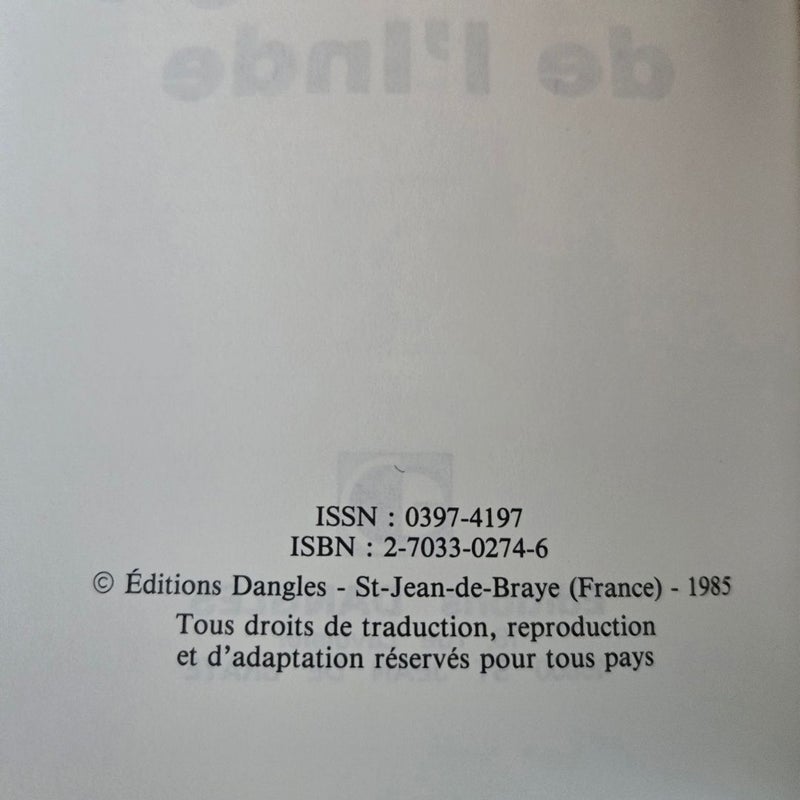 de l'Inde
ISSN : 0397-4197
ISBN : 2-7033-0274-6
© Éditions Dangles - St-Jean-de-Braye (France) - 1985
Tous droits de traduction, reproduction
et d'adaptation réservés pour tous pays